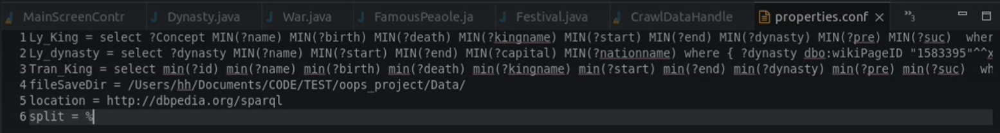 MainScreenContr Dynasty.java War.java FamousPeaole.ja Festival.java CrawlDataHandle properties.conf »3
1 Ly_King = select ?Concept MIN(?name) MIN(?birth) MIN(?death) MIN(?kingname) MIN(?start) MIN(?end) MIN(?dynasty) MIN(?pre) MIN(?suc)  wher
2 Ly_dynasty = select ?dynasty MIN(?name) MIN(?start) MIN(?end) MIN(?capital) MIN(?nationname) where { ?dynasty dbo:wikiPageID "1583395"^^x
3 Tran_King = select min(?id) min(?name) min(?birth) min(?death) min(?kingname) min(?start) min(?end) min(?dynasty) min(?pre) min(?suc)  wh
4 fileSaveDir = /Users/hh/Documents/CODE/TEST/oops_project/Data/
5 location = http://dbpedia.org/sparql
6 split = %